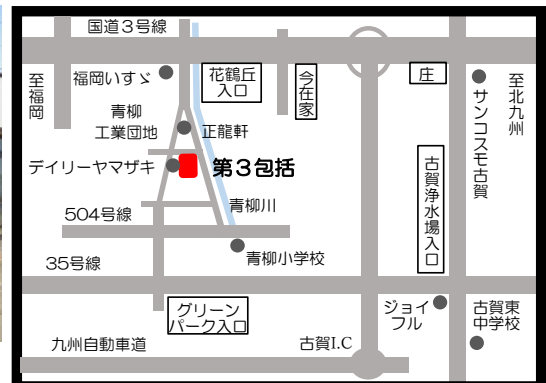 国道3号線
至福岡
福岡いすゞ
花鶴丘
入口
今在家
庄
サンコスモ古賀
至北九州
青柳
工業団地
正龍軒
デイリーヤマザキ
第3包括
古賀浄水場入口
504号線
青柳川
青柳小学校
35号線
グリーン
パーク入口
ジョイ
フル
古賀東
中学校
九州自動車道
古賀I.C